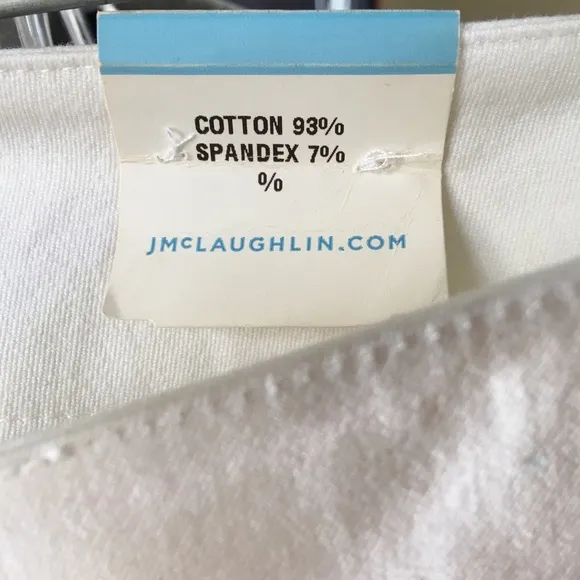 COTTON 93%
SPANDEX 7%
%
JMCLAUGHLIN.COM